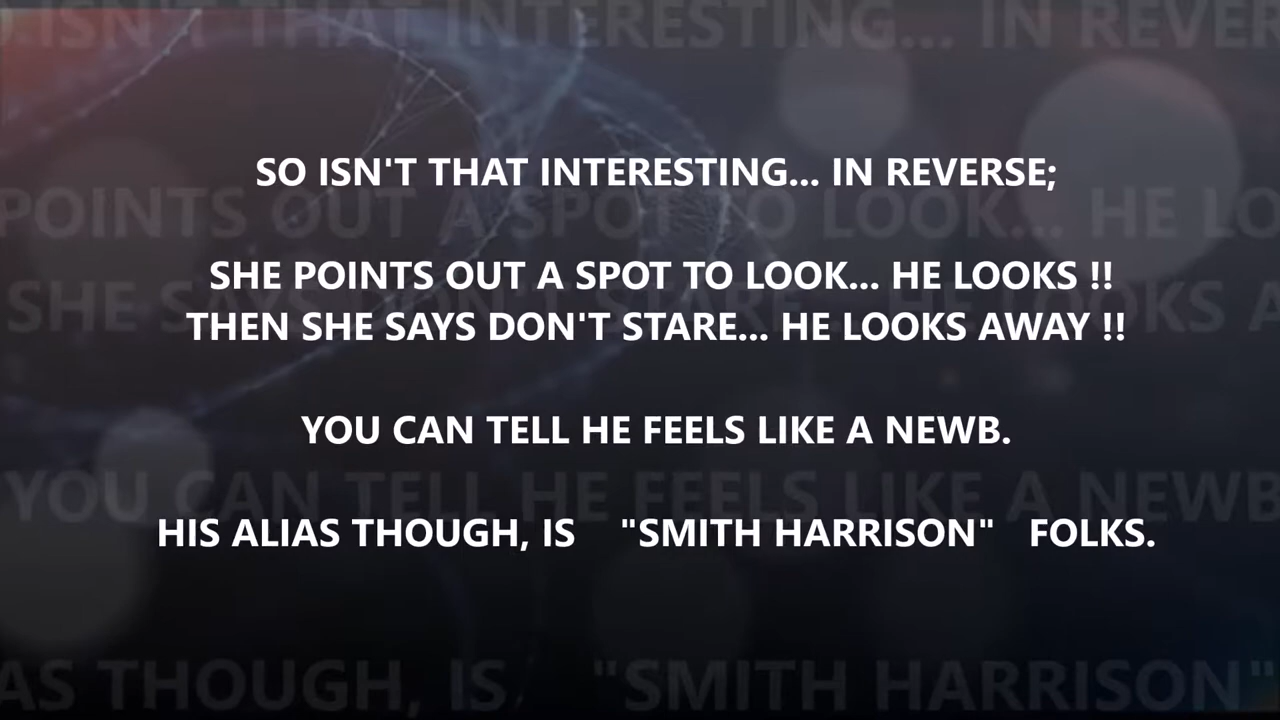 SO ISN'T THAT INTERESTING... IN REVERSE;
SHE POINTS OUT A SPOT TO LOOK... HE LOOKS !!
THEN SHE SAYS DON'T STARE... HE LOOKS AWAY !!
YOU CAN TELL HE FEELS LIKE A NEWB.
HIS ALIAS THOUGH, IS "SMITH HARRISON" FOLKS.